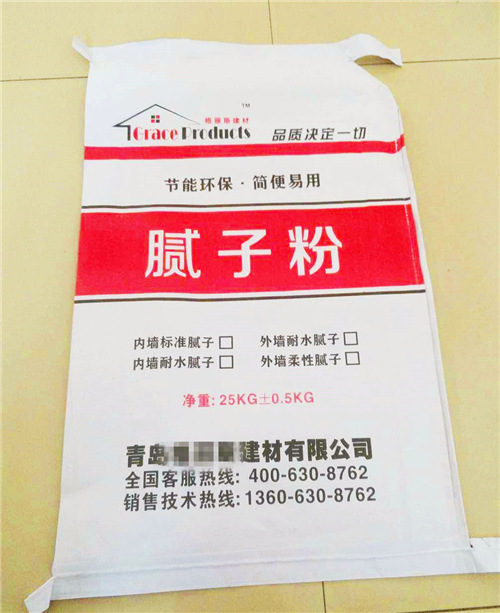 格丽斯建材
TM
Grace Products
品质决定一切
节能环保·简便易用
腻子粉
内墙标准腻子□ 外墙耐水腻子□
内墙耐水腻子□ 外墙柔性腻子□
净重: 25KG±0.5KG
青岛 建材有限公司
全国客服热线: 400-630-8762
销售技术热线: 1360-630-8762